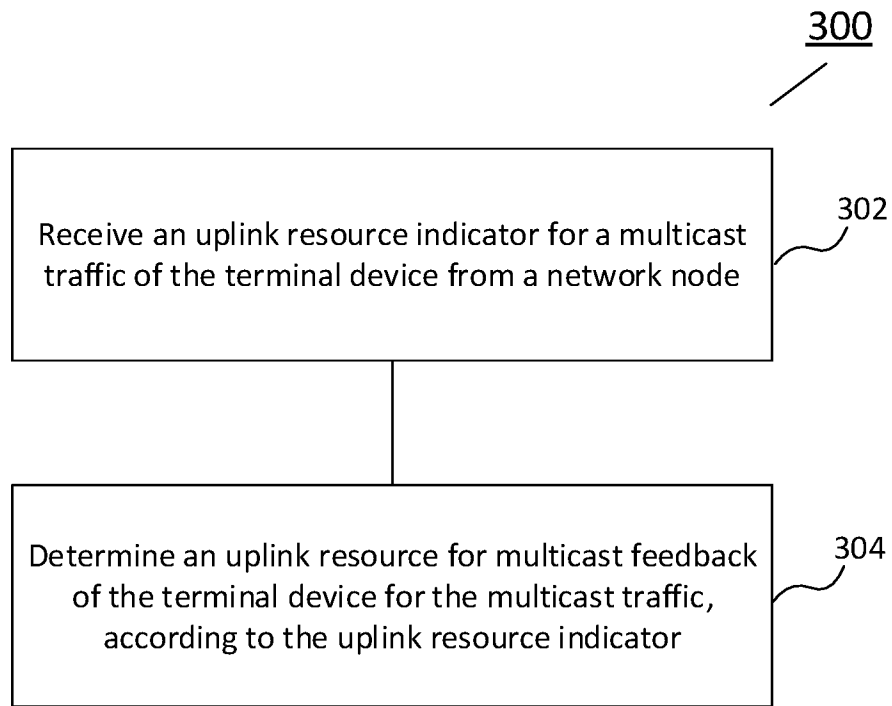 300
Receive an uplink resource indicator for a multicast
traffic of the terminal device from a network node
302
Determine an uplink resource for multicast feedback
of the terminal device for the multicast traffic,
according to the uplink resource indicator
304